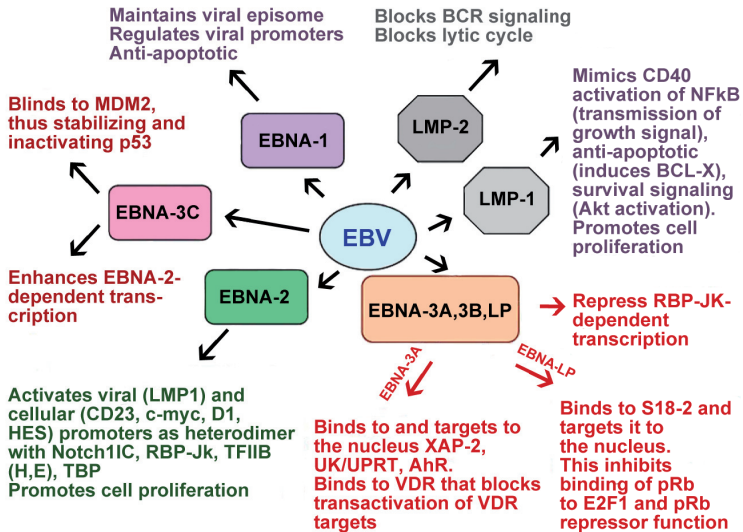 Maintains viral episome
Regulates viral promoters
Anti-apoptotic
Blocks BCR signaling
Blocks lytic cycle
Mimics CD40
activation of NFkB
(transmission of
growth signal),
anti-apoptotic
(induces BCL-X),
survival signaling
(Akt activation).
Promotes cell
proliferation
Blinds to MDM2,
thus stabilizing and
inactivating p53
EBNA-1
LMP-2
LMP-1
EBNA-3C
EBV
Enhances EBNA-2-
dependent trans-
cription
EBNA-2
EBNA-3A,3B,LP
Repress RBP-JK-
dependent
transcription
EBNA-3A
EBNA-LP
Activates viral (LMP1) and
cellular (CD23, c-myc, D1,
HES) promoters as heterodimer
with Notch1IC, RBP-Jk, TFIIB
(H,E), TBP
Promotes cell proliferation
Binds to and targets to
the nucleus XAP-2,
UK/UPRT, AhR.
Binds to VDR that blocks
transactivation of VDR
targets
Binds to S18-2 and
targets it to
the nucleus.
This inhibits
binding of pRb
to E2F1 and pRb
repressor function